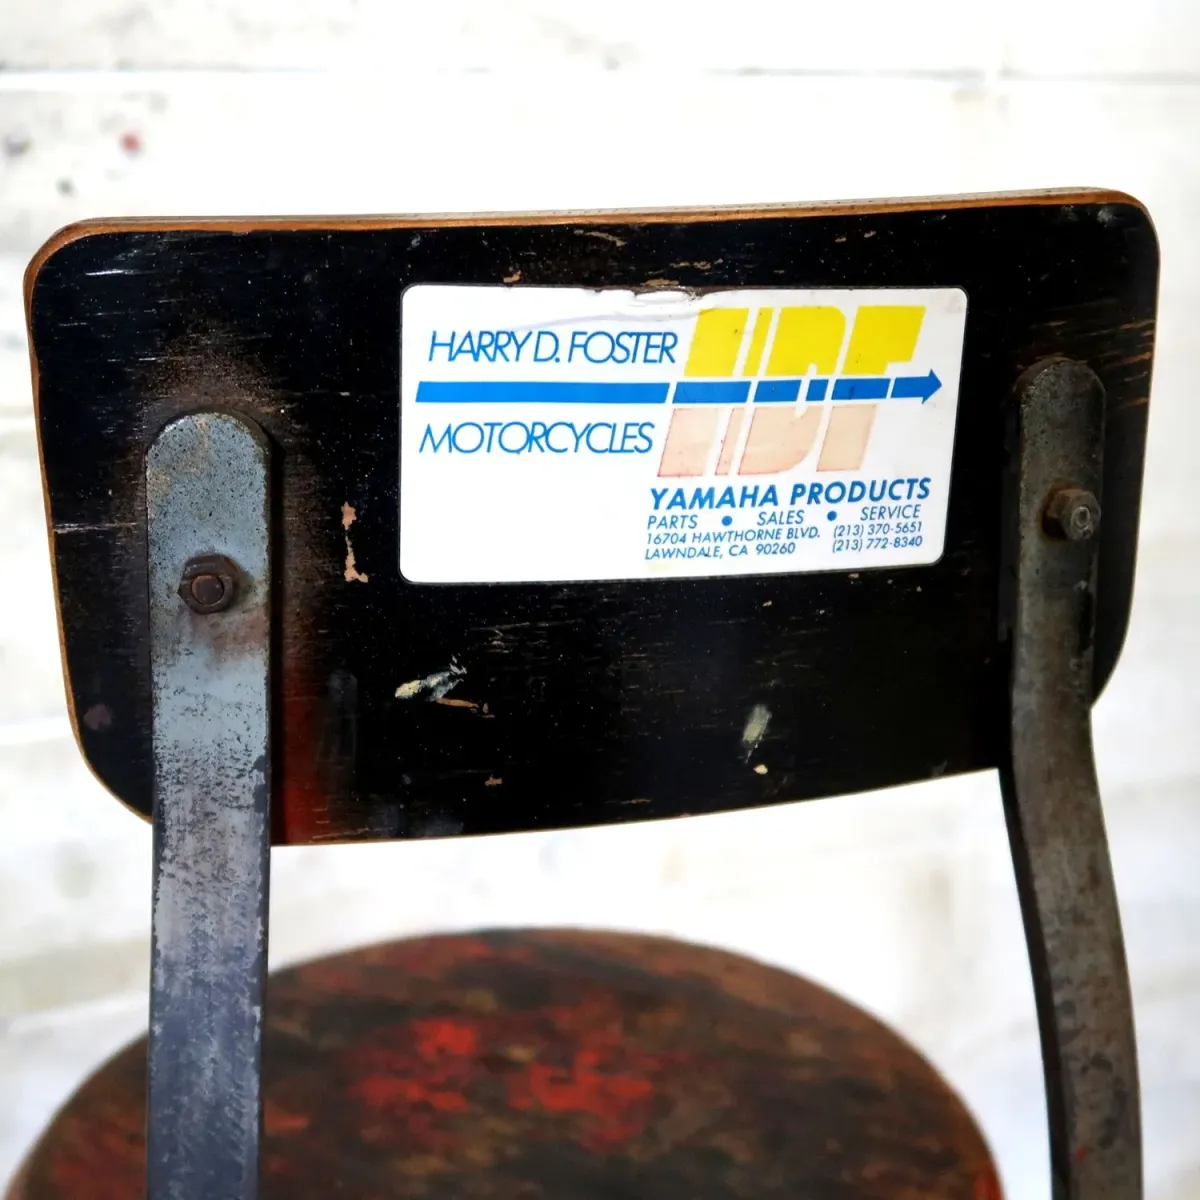 HARRY D. FOSTER
HDF
MOTORCYCLES
YAMAHA PRODUCTS
PARTS • SALES • SERVICE
16704 HAWTHORNE BLVD. (213) 370-5651
LAWNDALE, CA 90260 (213) 772-8340